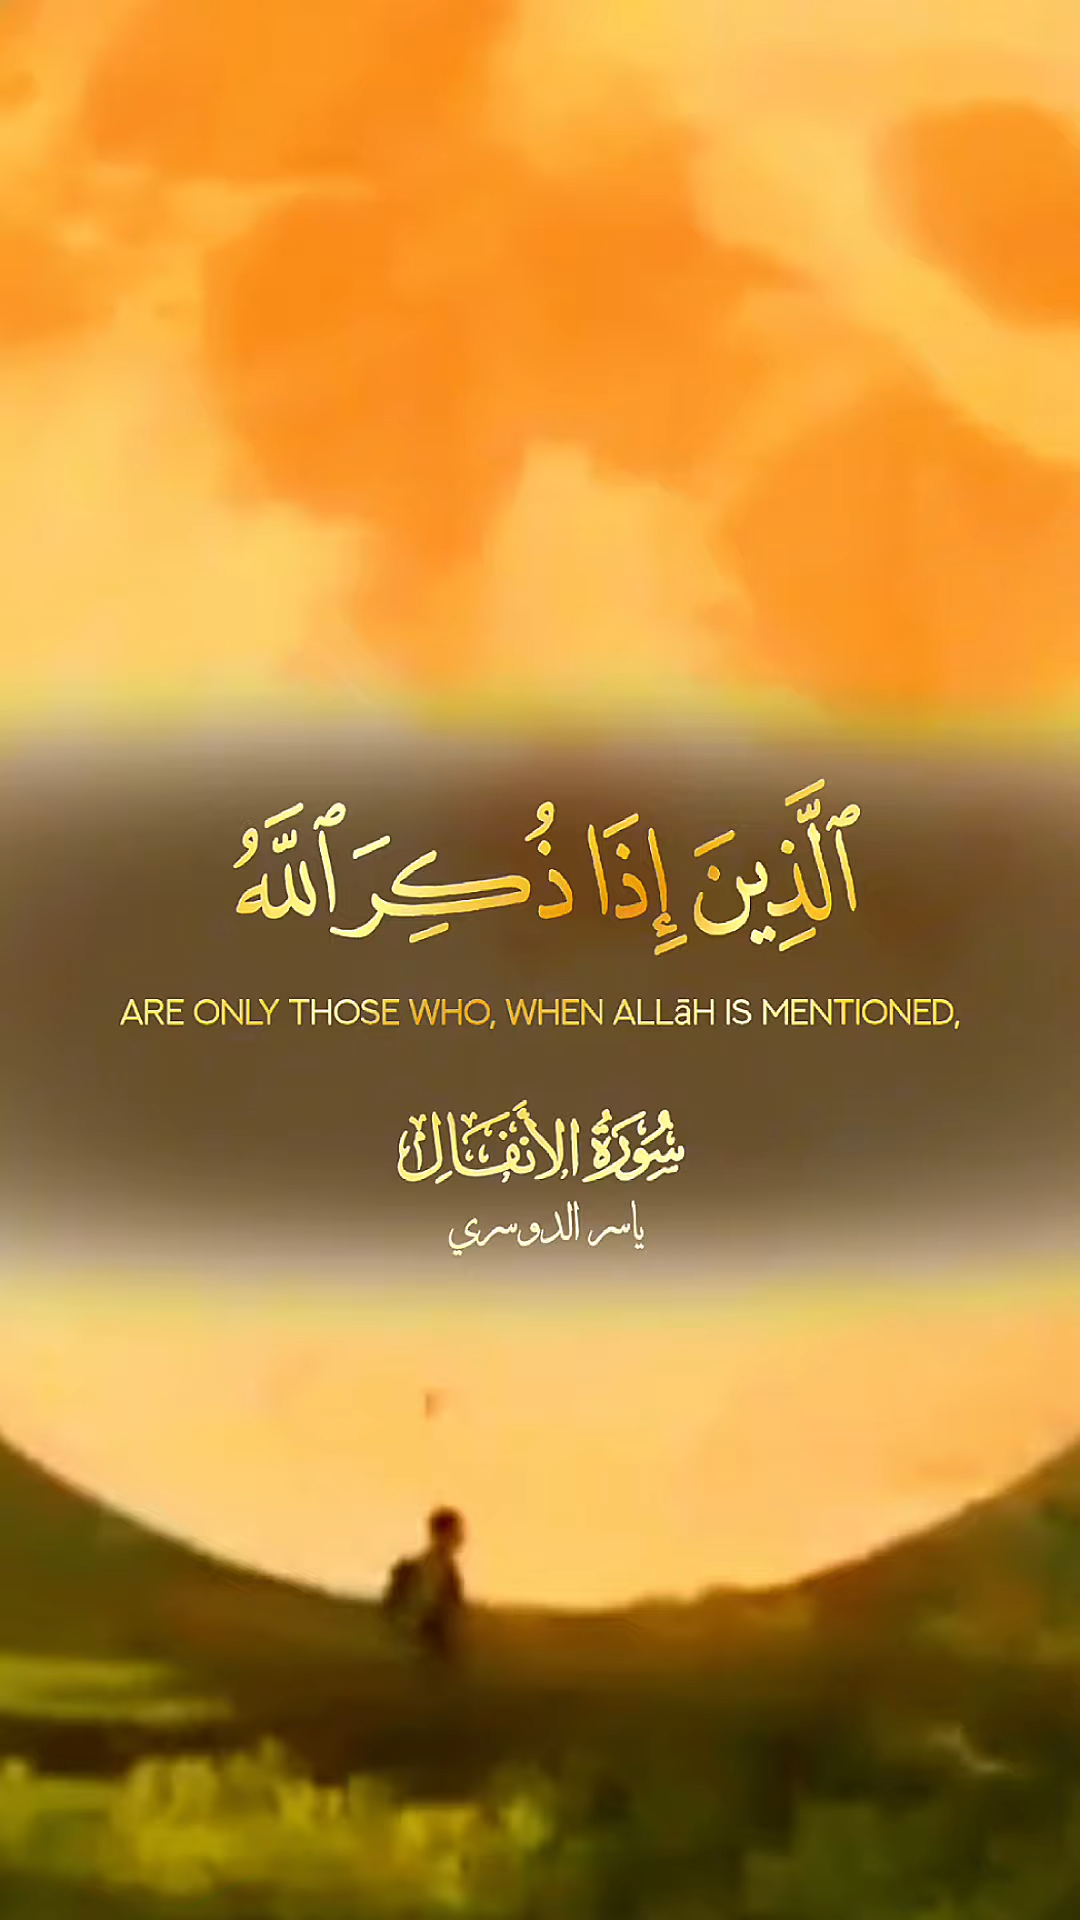 ٱلَّذِينَ إِذَا ذُكِرَ ٱللَّهُ
ARE ONLY THOSE WHO, WHEN ALLāH IS MENTIONED,
سُورَةُ الأَنفَالِ
ياسر الدوسري